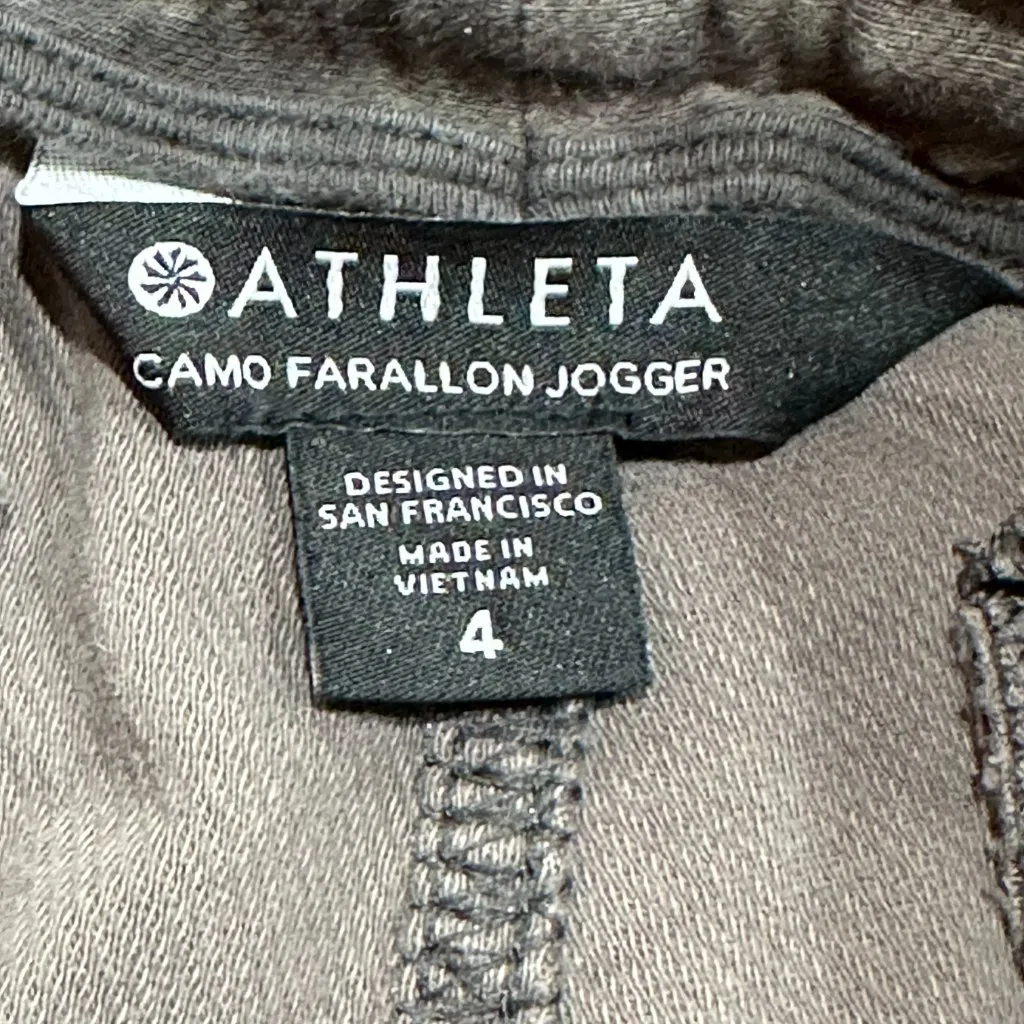 ATHLETA
CAMO FARALLON JOGGER
DESIGNED IN
SAN FRANCISCO
MADE IN
VIETNAM
4